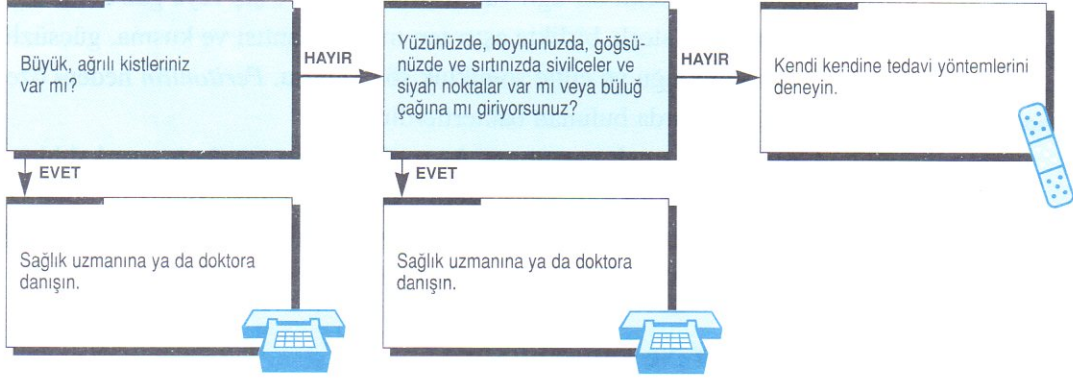 Büyük, ağrılı kistleriniz
var mı?
HAYIR
Yüzünüzde, boynunuzda, göğsü-
nüzde ve sırtınızda sivilceler ve
siyah noktalar var mı veya büluğ
çağına mı giriyorsunuz?
HAYIR
Kendi kendine tedavi yöntemlerini
deneyin.
EVET
EVET
Sağlık uzmanına ya da doktora
danışın.
Sağlık uzmanına ya da doktora
danışın.